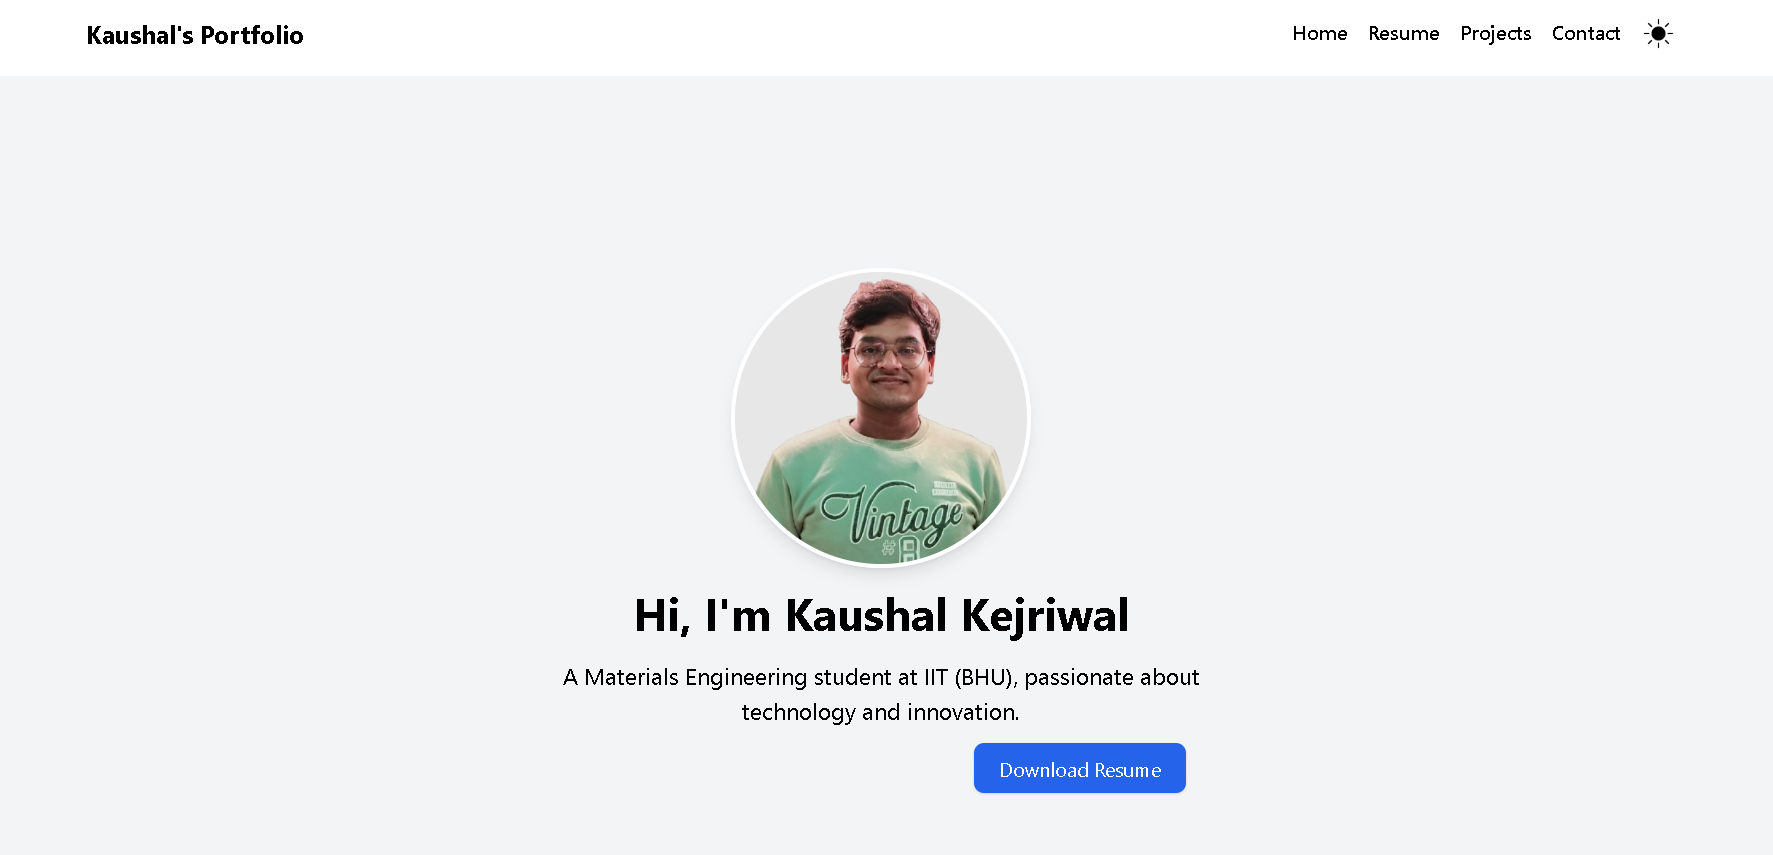 Kaushal's Portfolio
Home Resume Projects Contact
Vintage
#8
Hi, I'm Kaushal Kejriwal
A Materials Engineering student at IIT (BHU), passionate about
technology and innovation.
Download Resume